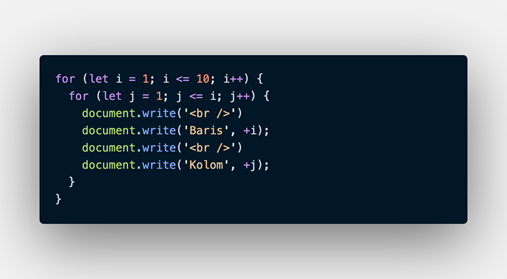 for (let i = 1; i <= 10; i++) {
for (let j = 1; j <= i; j++) {
document.write('<br />')
document.write('Baris', +i);
document.write('<br />')
document.write('Kolom', +j);
}
}